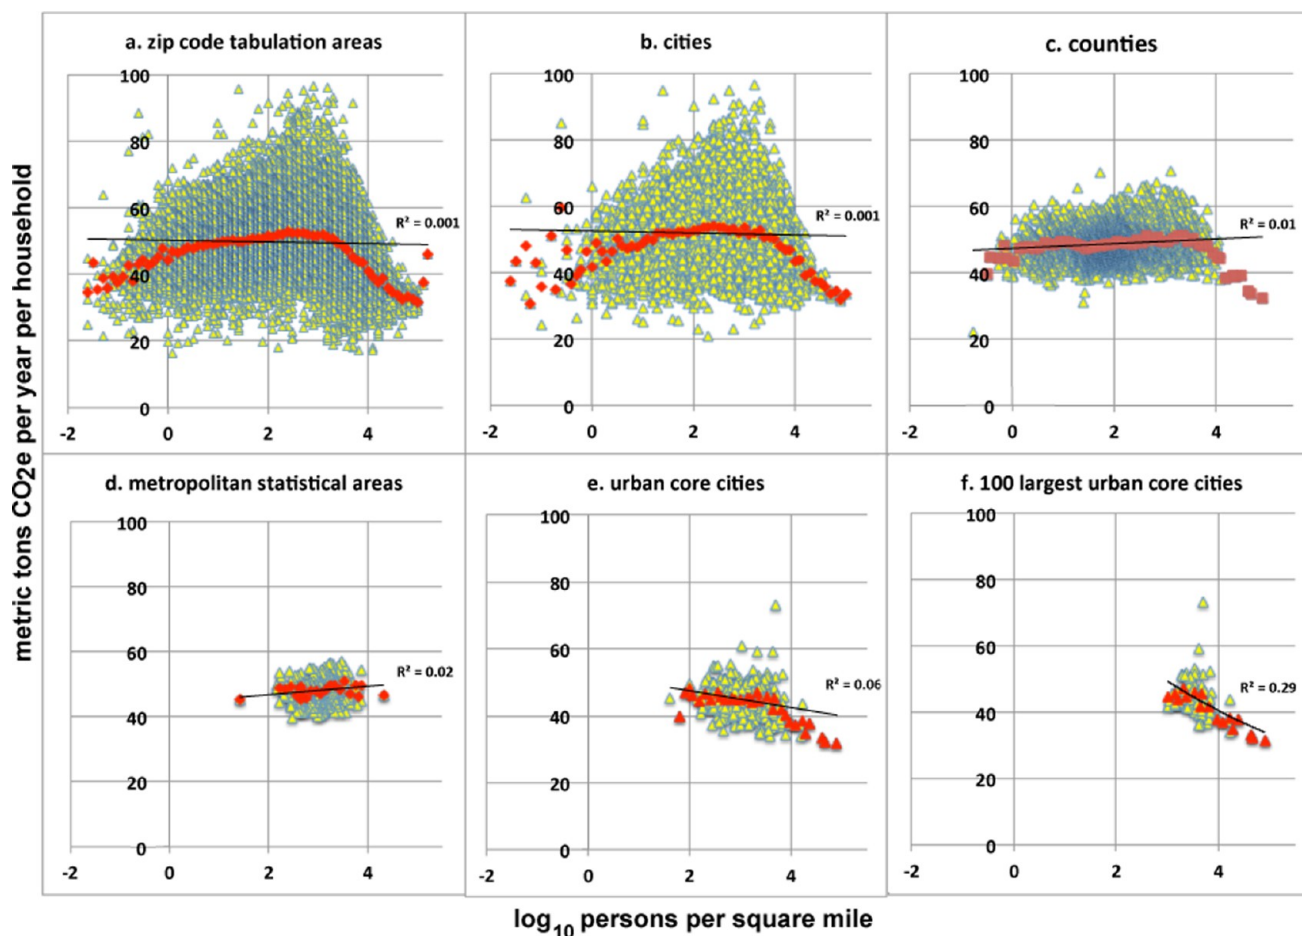 metric tons CO2e per year per household
a. zip code tabulation areas
100
80
60
40
20
0
-2 0 2 4
R² = 0.001
b. cities
100
80
60
40
20
0
-2 0 2 4
R² = 0.001
c. counties
100
80
60
40
20
0
-2 0 2 4
R² = 0.01
d. metropolitan statistical areas
100
80
60
40
20
0
-2 0 2 4
R² = 0.02
e. urban core cities
100
80
60
40
20
0
-2 0 2 4
R² = 0.06
f. 100 largest urban core cities
100
80
60
40
20
0
-2 0 2 4
R² = 0.29
log10 persons per square mile